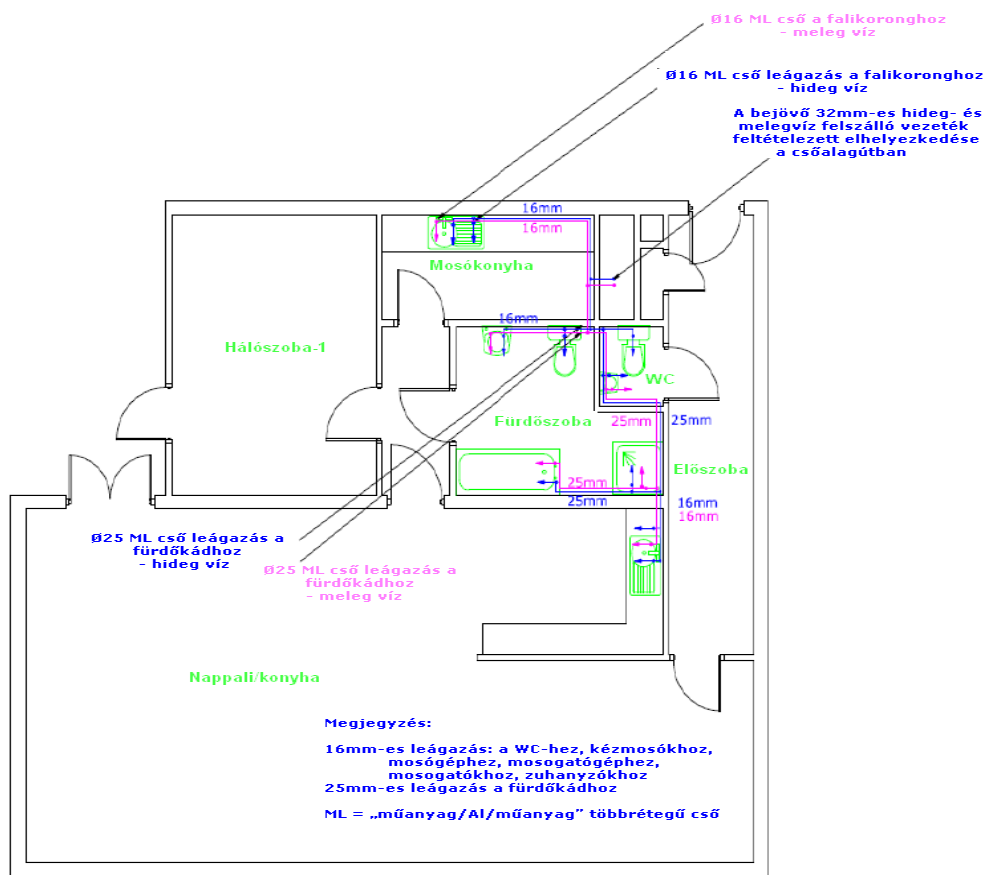 Ø16 ML cső a falikoronghoz
- meleg víz
Ø16 ML cső leágazás a falikoronghoz
- hideg víz
A bejövő 32mm-es hideg- és
melegvíz felszálló vezeték
feltételezett elhelyezkedése
a csőalagútban
16mm
16mm
Mosókonyha
16mm
Hálószoba-1
WC
Fürdőszoba
25mm
25mm
Előszoba
25mm
25mm
16mm
16mm
Ø25 ML cső leágazás a
fürdőkádhoz
- hideg víz
Ø25 ML cső leágazás a
fürdőkádhoz
- meleg víz
Nappali/konyha
Megjegyzés:
16mm-es leágazás: a WC-hez, kézmosókhoz,
mosógéphez, mosogatógéphez,
mosogatókhoz, zuhanyzókhoz
25mm-es leágazás a fürdőkádhoz
ML = „műanyag/Al/műanyag” többrétegű cső